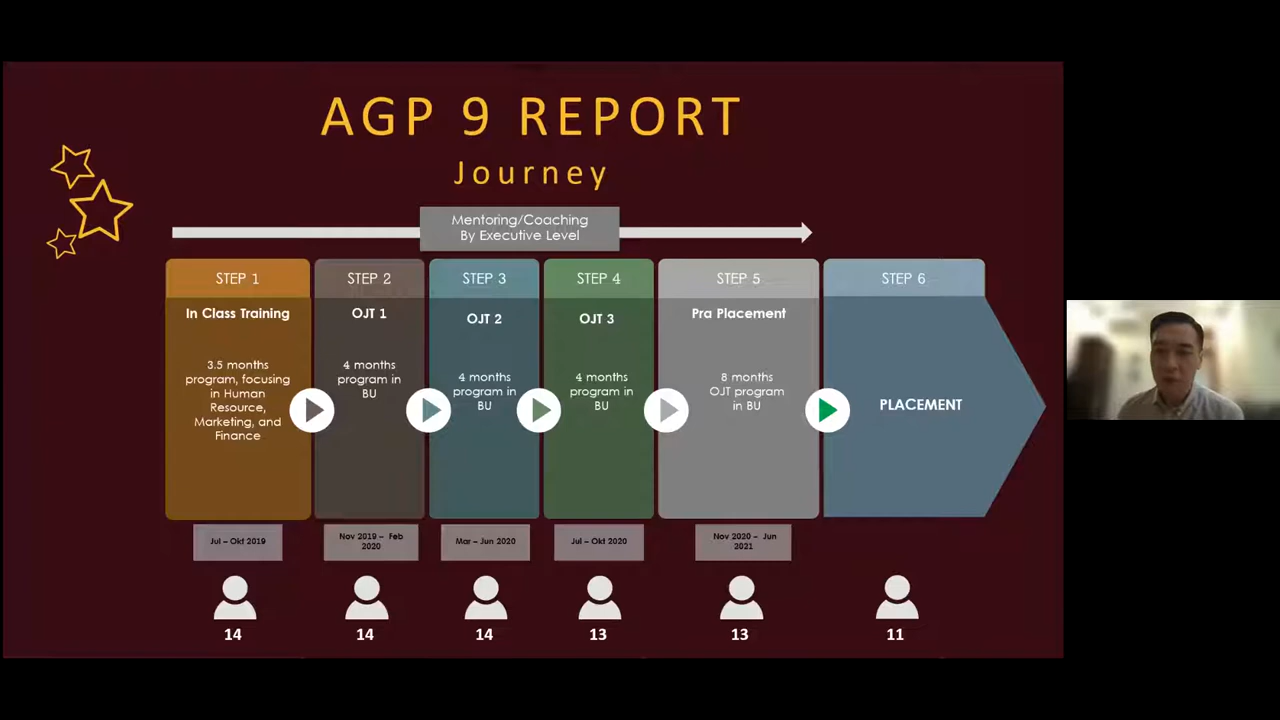 AGP 9 REPORT
Journey
Mentoring/Coaching
By Executive Level
STEP 1
In Class Training
3.5 months
program, focusing
in Human
Resource,
Marketing, and
Finance
STEP 2
OJT 1
4 months
program in
BU
STEP 3
OJT 2
4 months
program in
BU
STEP 4
OJT 3
4 months
program in
BU
STEP 5
Pra Placement
8 months
OJT program
in BU
STEP 6
PLACEMENT
Jul – Okt 2019
Nov 2019 – Feb
2020
Mar – Jun 2020
Jul – Okt 2020
Nov 2020 – Jun
2021
14
14
14
13
13
11